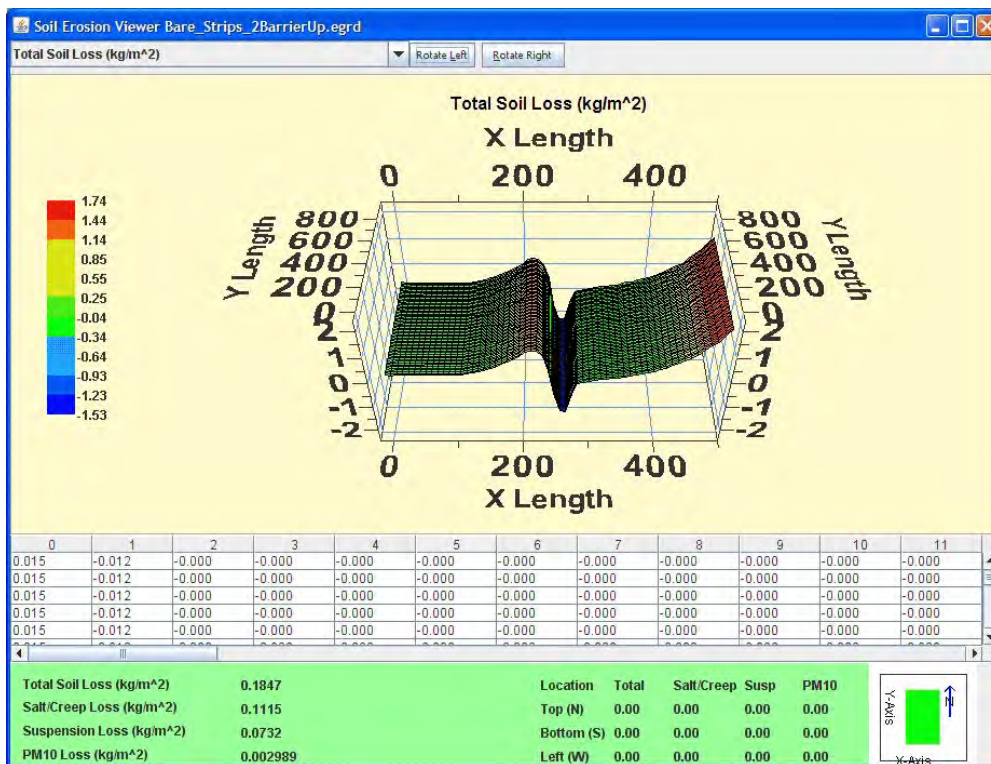 Soil Erosion Viewer Bare_Strips_2BarrierUp.egrd
Total Soil Loss (kg/m^2) Rotate Left Rotate Right
Total Soil Loss (kg/m^2)
X Length
0 200 400
1.74
1.44
1.14
0.85
0.55
0.25
-0.04
-0.34
-0.64
-0.93
-1.23
-1.53
Y Length
800
600
400
200
0
2
1
0
-1
-2
Y Length
800
600
400
200
0
2
1
0
-1
-2
0 200 400
X Length
0 1 2 3 4 5 6 7 8 9 10 11
0.015 -0.012 -0.000 -0.000 -0.000 -0.000 -0.000 -0.000 -0.000 -0.000 -0.000 -0.000
0.015 -0.012 -0.000 -0.000 -0.000 -0.000 -0.000 -0.000 -0.000 -0.000 -0.000 -0.000
0.015 -0.012 -0.000 -0.000 -0.000 -0.000 -0.000 -0.000 -0.000 -0.000 -0.000 -0.000
0.015 -0.012 -0.000 -0.000 -0.000 -0.000 -0.000 -0.000 -0.000 -0.000 -0.000 -0.000
0.015 -0.012 -0.000 -0.000 -0.000 -0.000 -0.000 -0.000 -0.000 -0.000 -0.000 -0.000
Total Soil Loss (kg/m^2) 0.1847 Location Total Salt/Creep Susp PM10
Salt/Creep Loss (kg/m^2) 0.1115 Top (N) 0.00 0.00 0.00 0.00
Suspension Loss (kg/m^2) 0.0732 Bottom (S) 0.00 0.00 0.00 0.00
PM10 Loss (kg/m^2) 0.002989 Left (W) 0.00 0.00 0.00 0.00
Y-Axis
N
X-Axis